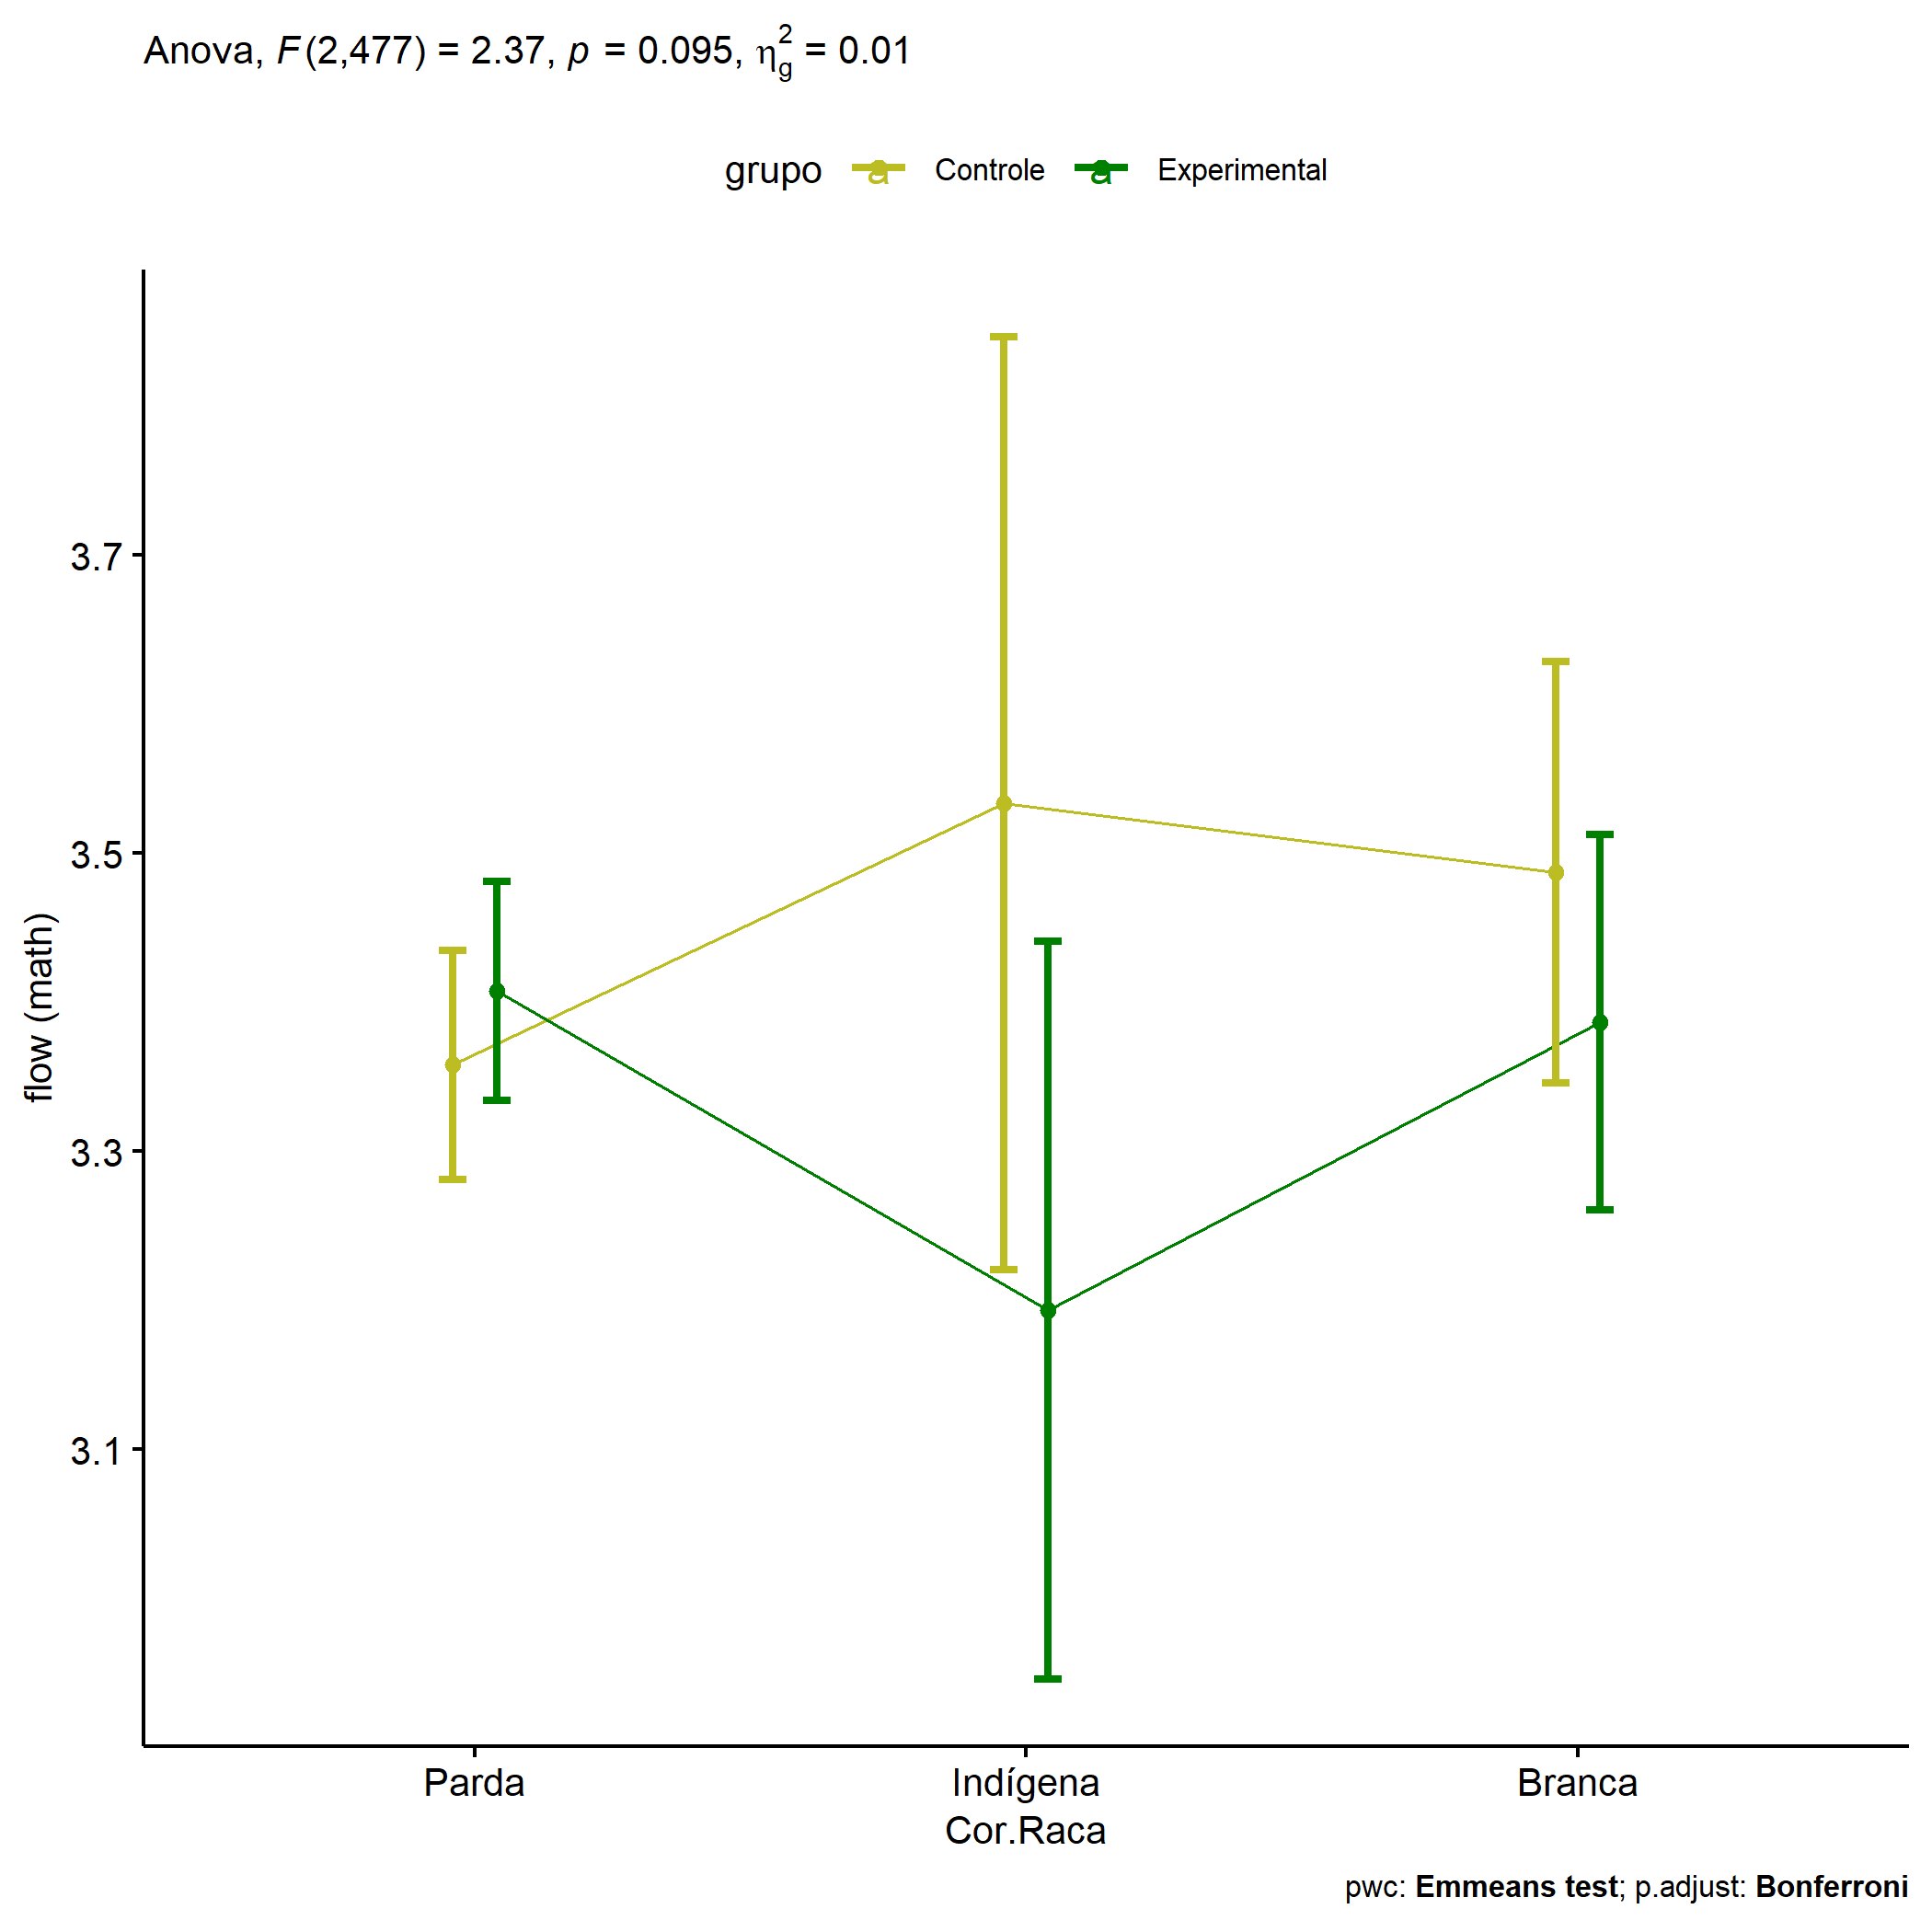 Anova, F(2,477) = 2.37, p = 0.095, η²g = 0.01
grupo a Controle a Experimental
flow (math)
3.7
3.5
3.3
3.1
Parda Indígena Branca
Cor.Raca
pwc: Emmeans test; p.adjust: Bonferroni